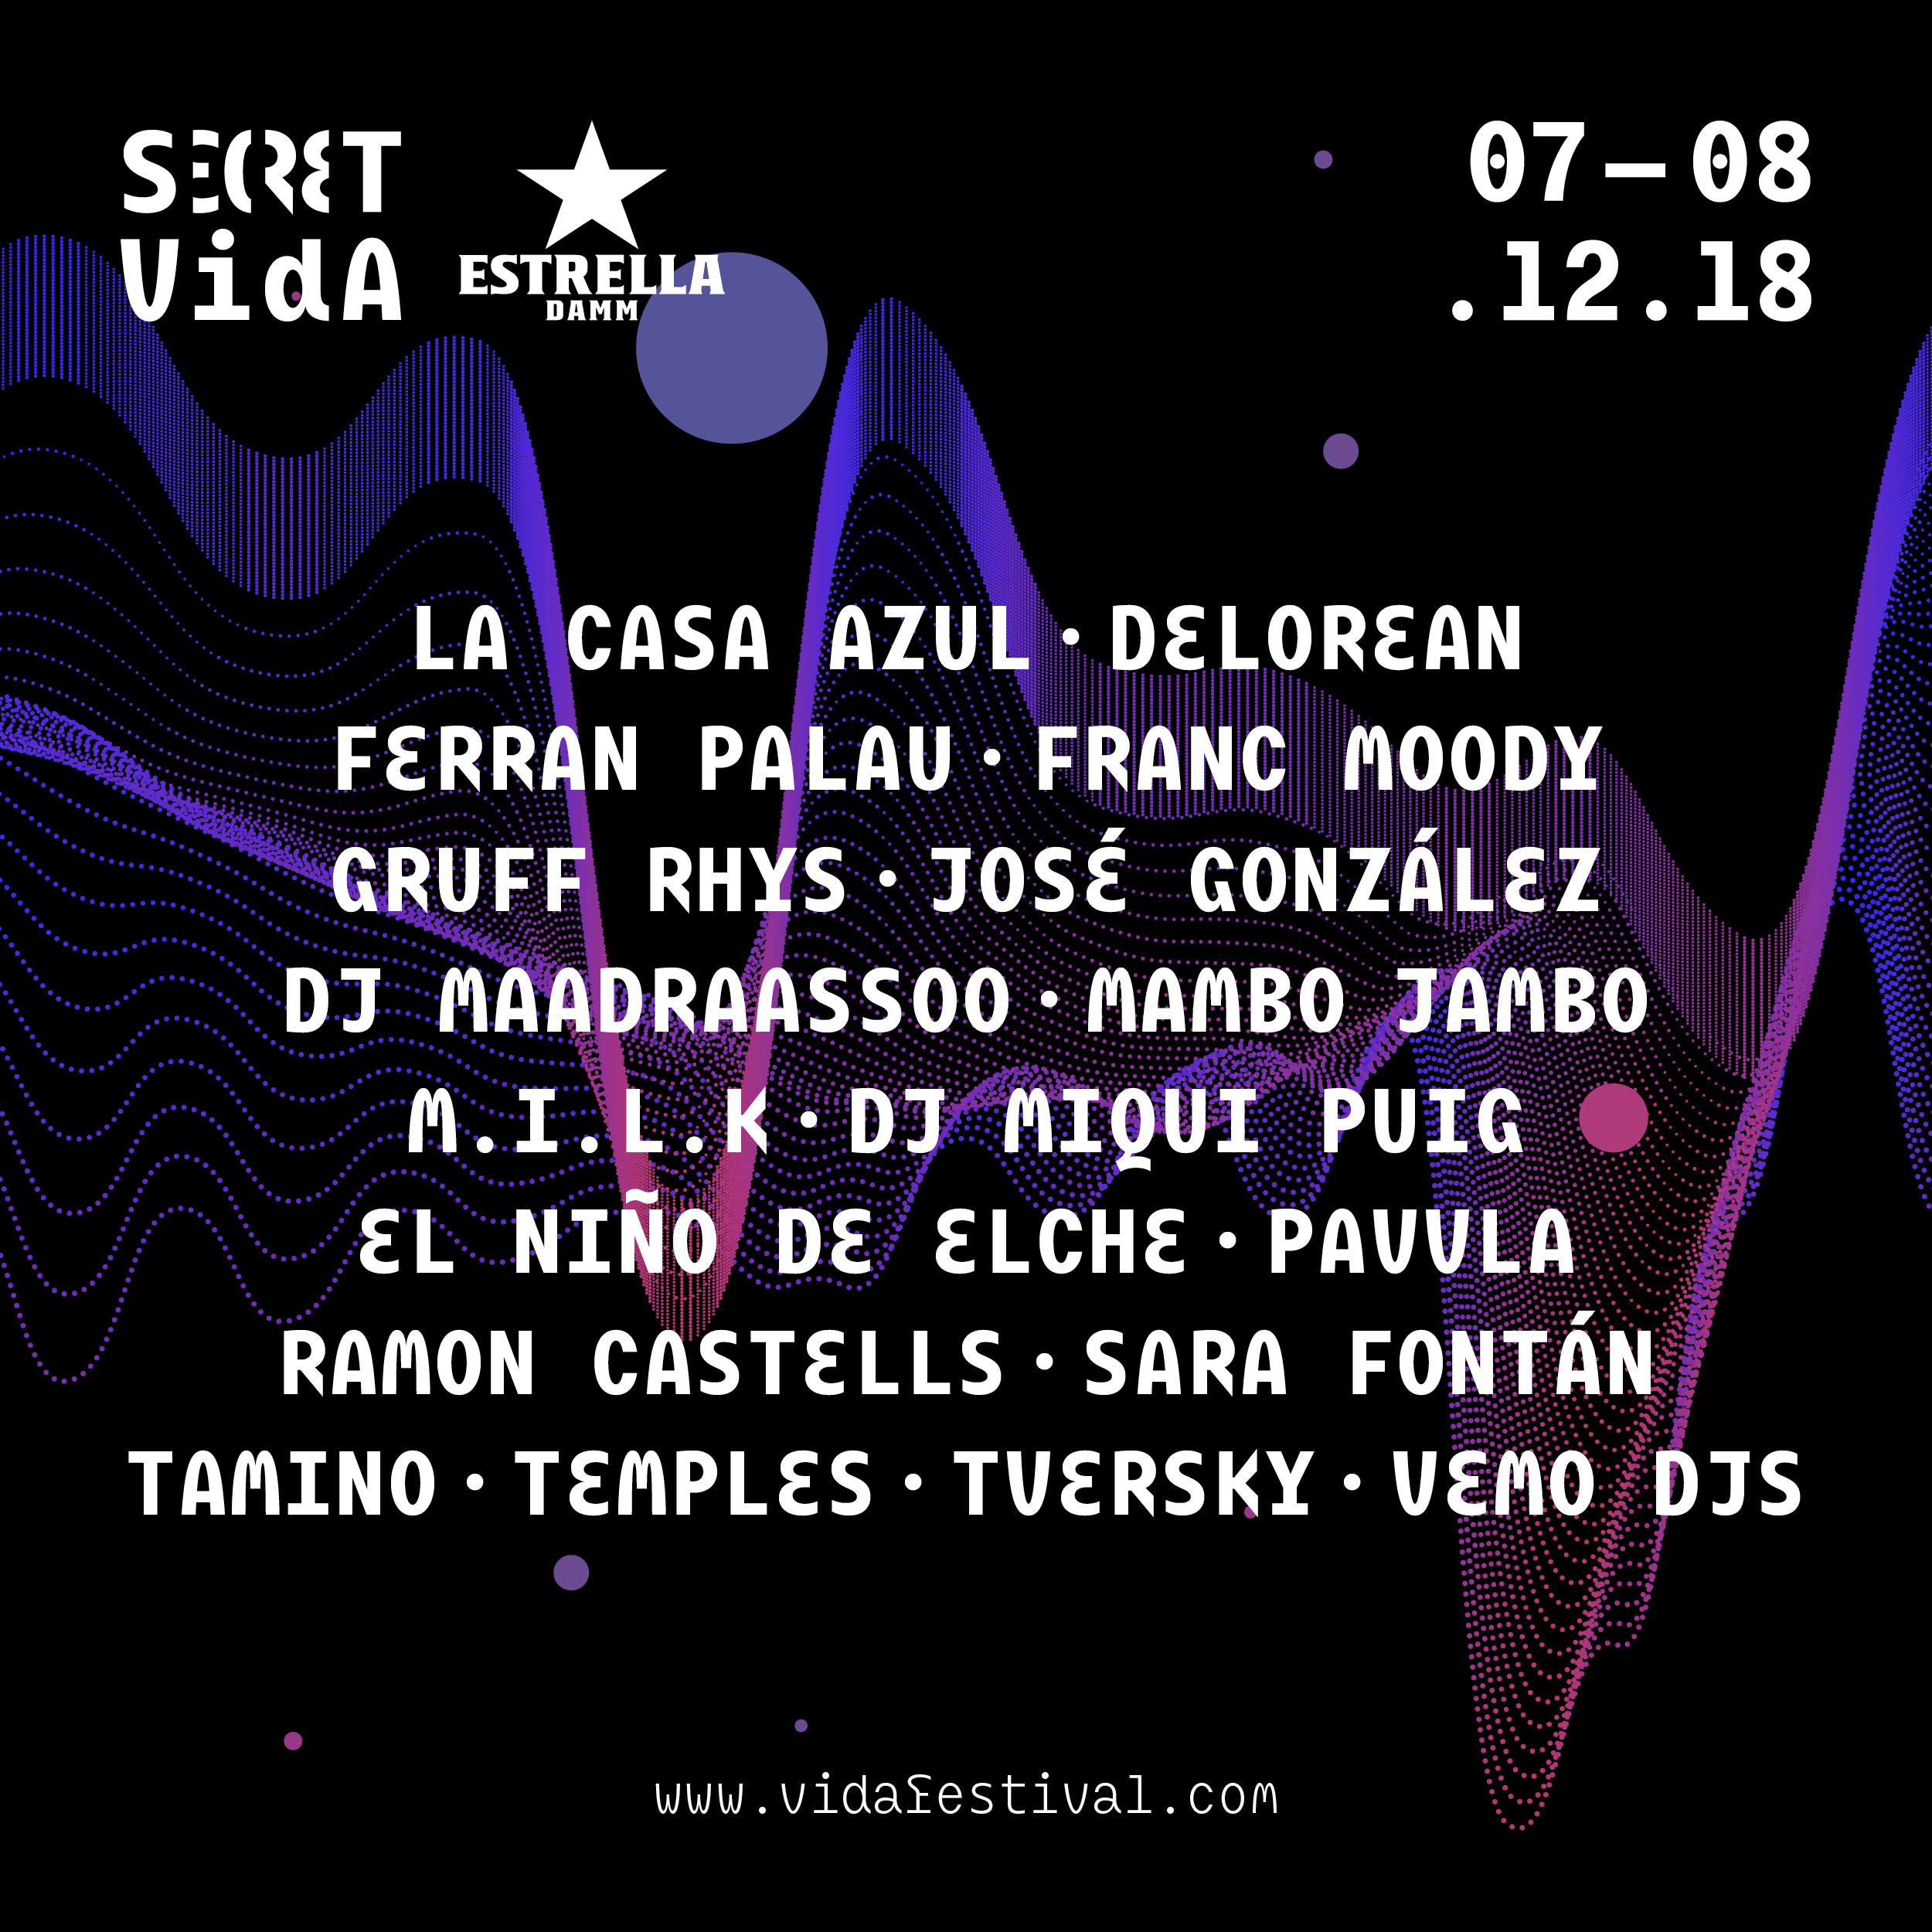 SECRET
VidA
ESTRELLA
DAMM
07-08
.12.18
LA CASA AZUL · DELOREAN
FERRAN PALAU · FRANC MOODY
GRUFF RHYS · JOSÉ GONZÁLEZ
DJ MAADRAASSOO · MAMBO JAMBO
M.I.L.K · DJ MIQUI PUIG
EL NIÑO DE ELCHE · PAVVLA
RAMON CASTELLS · SARA FONTÁN
TAMINO · TEMPLES · TVERSKY · VEMO DJS
www.vidafestival.com